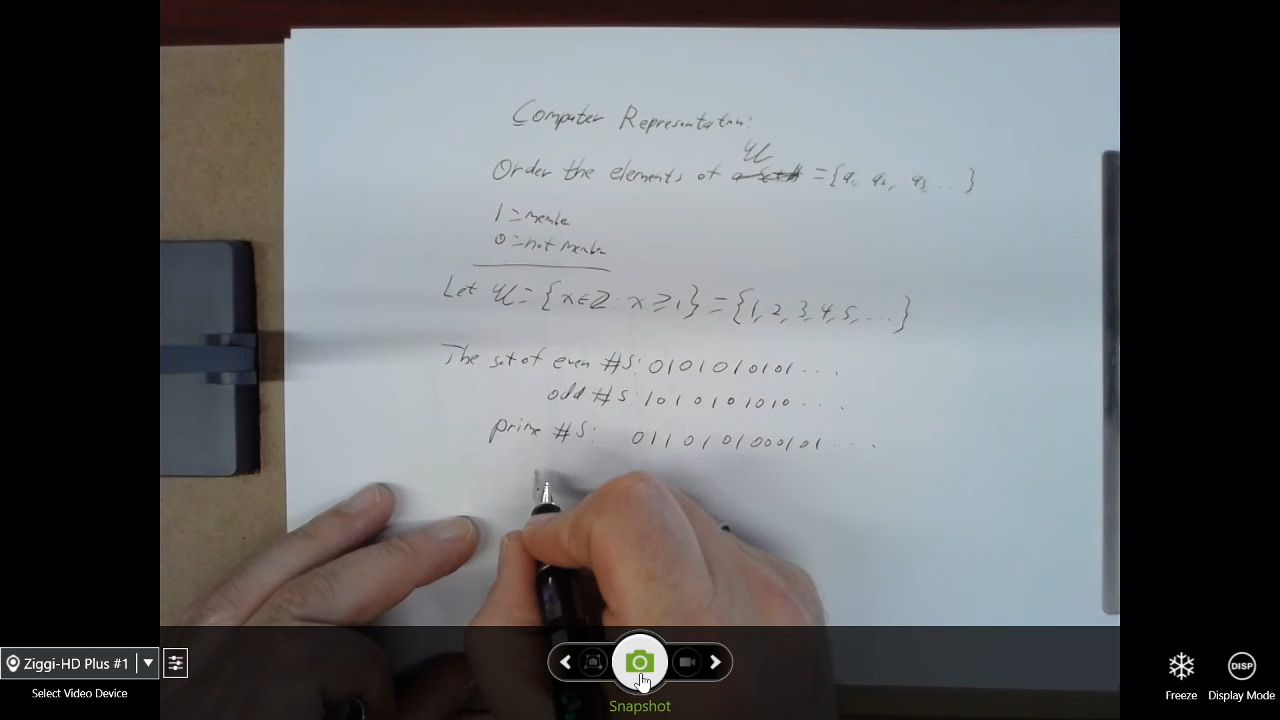 Computer Representation:
U
Order the elements of = {a1, a2, a3, ...}
1 = member
0 = not member
Let U = {x ∈ ℤ : x ≥ 1} = {1, 2, 3, 4, 5, ...}
The set of even #s: 0101010101...
odd #s: 1010101010...
prime #s: 0110101000101....
Ziggi-HD Plus #1
Select Video Device
Snapshot
Freeze
DISP
Display Mode